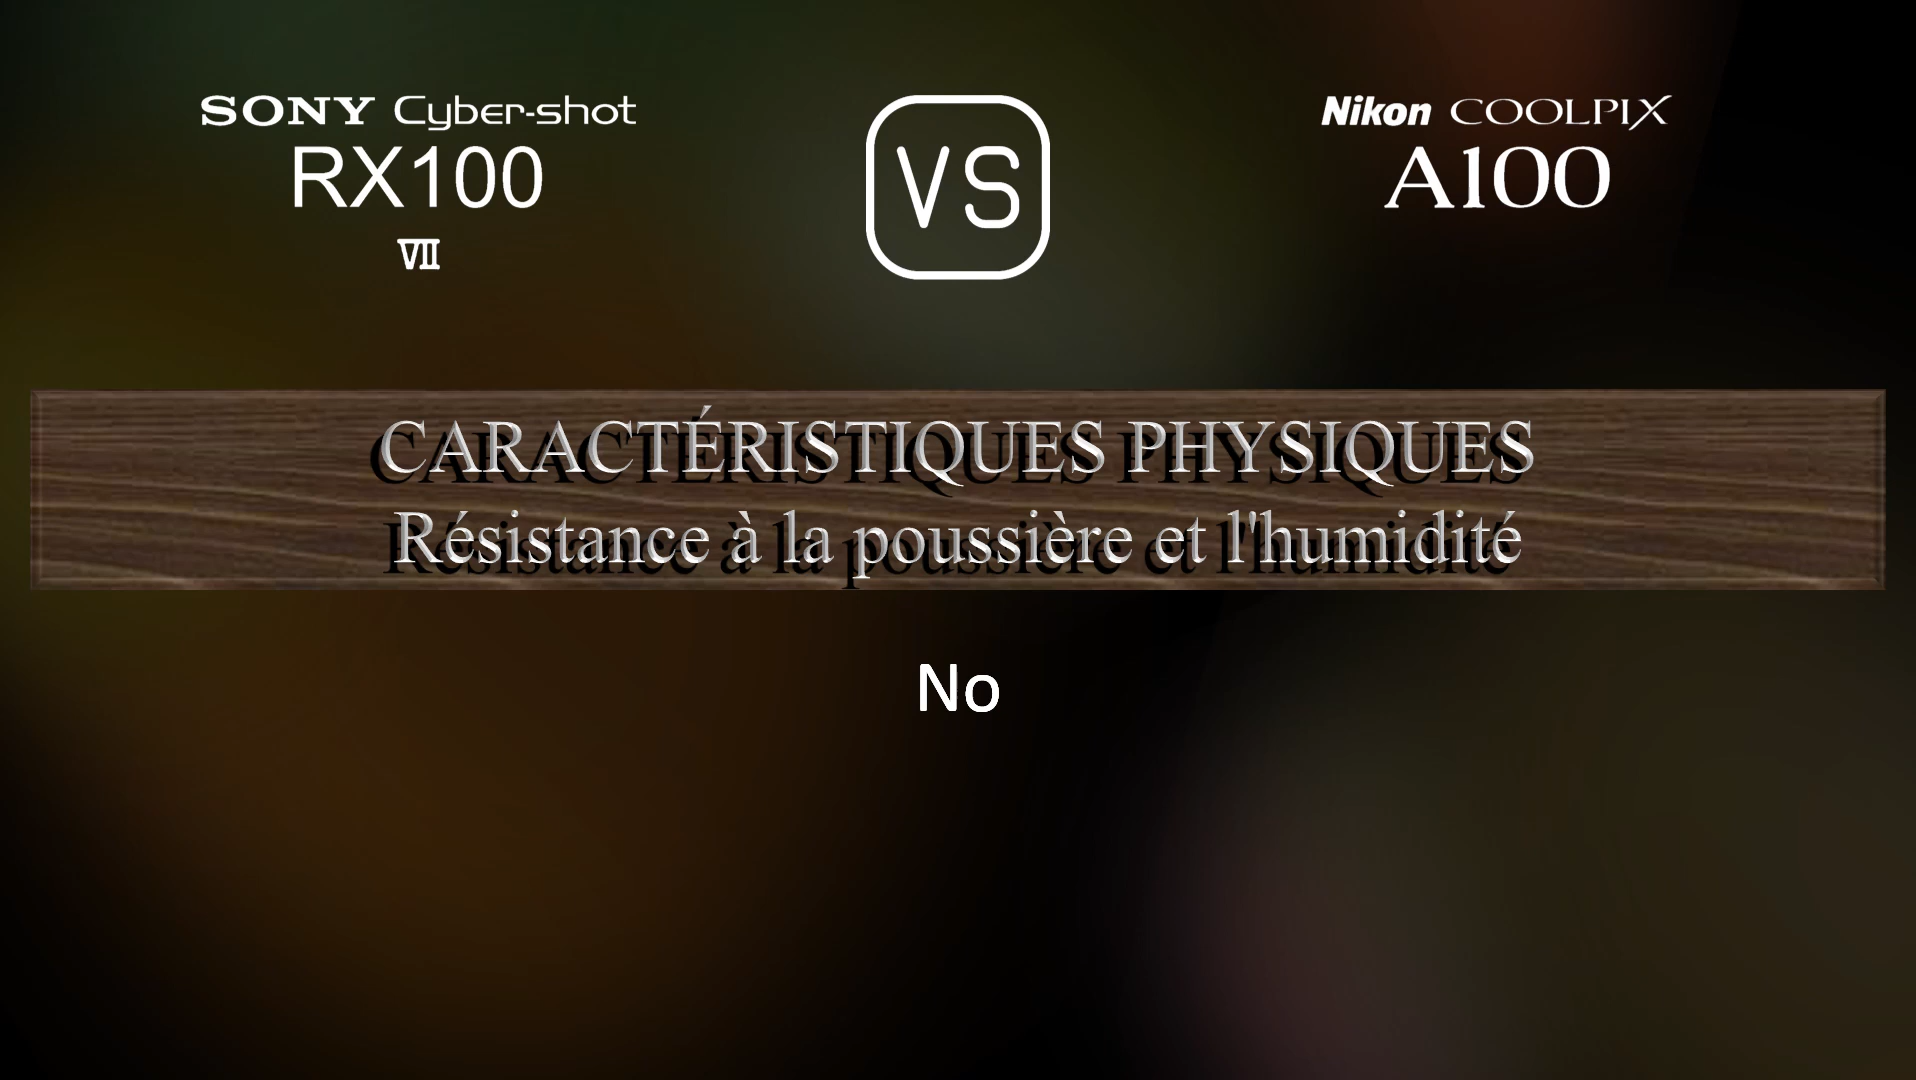 SONY Cyber-shot
RX100
VII
VS
Nikon COOLPIX
A100
CARACTÉRISTIQUES PHYSIQUES
Résistance à la poussière et l'humidité
No